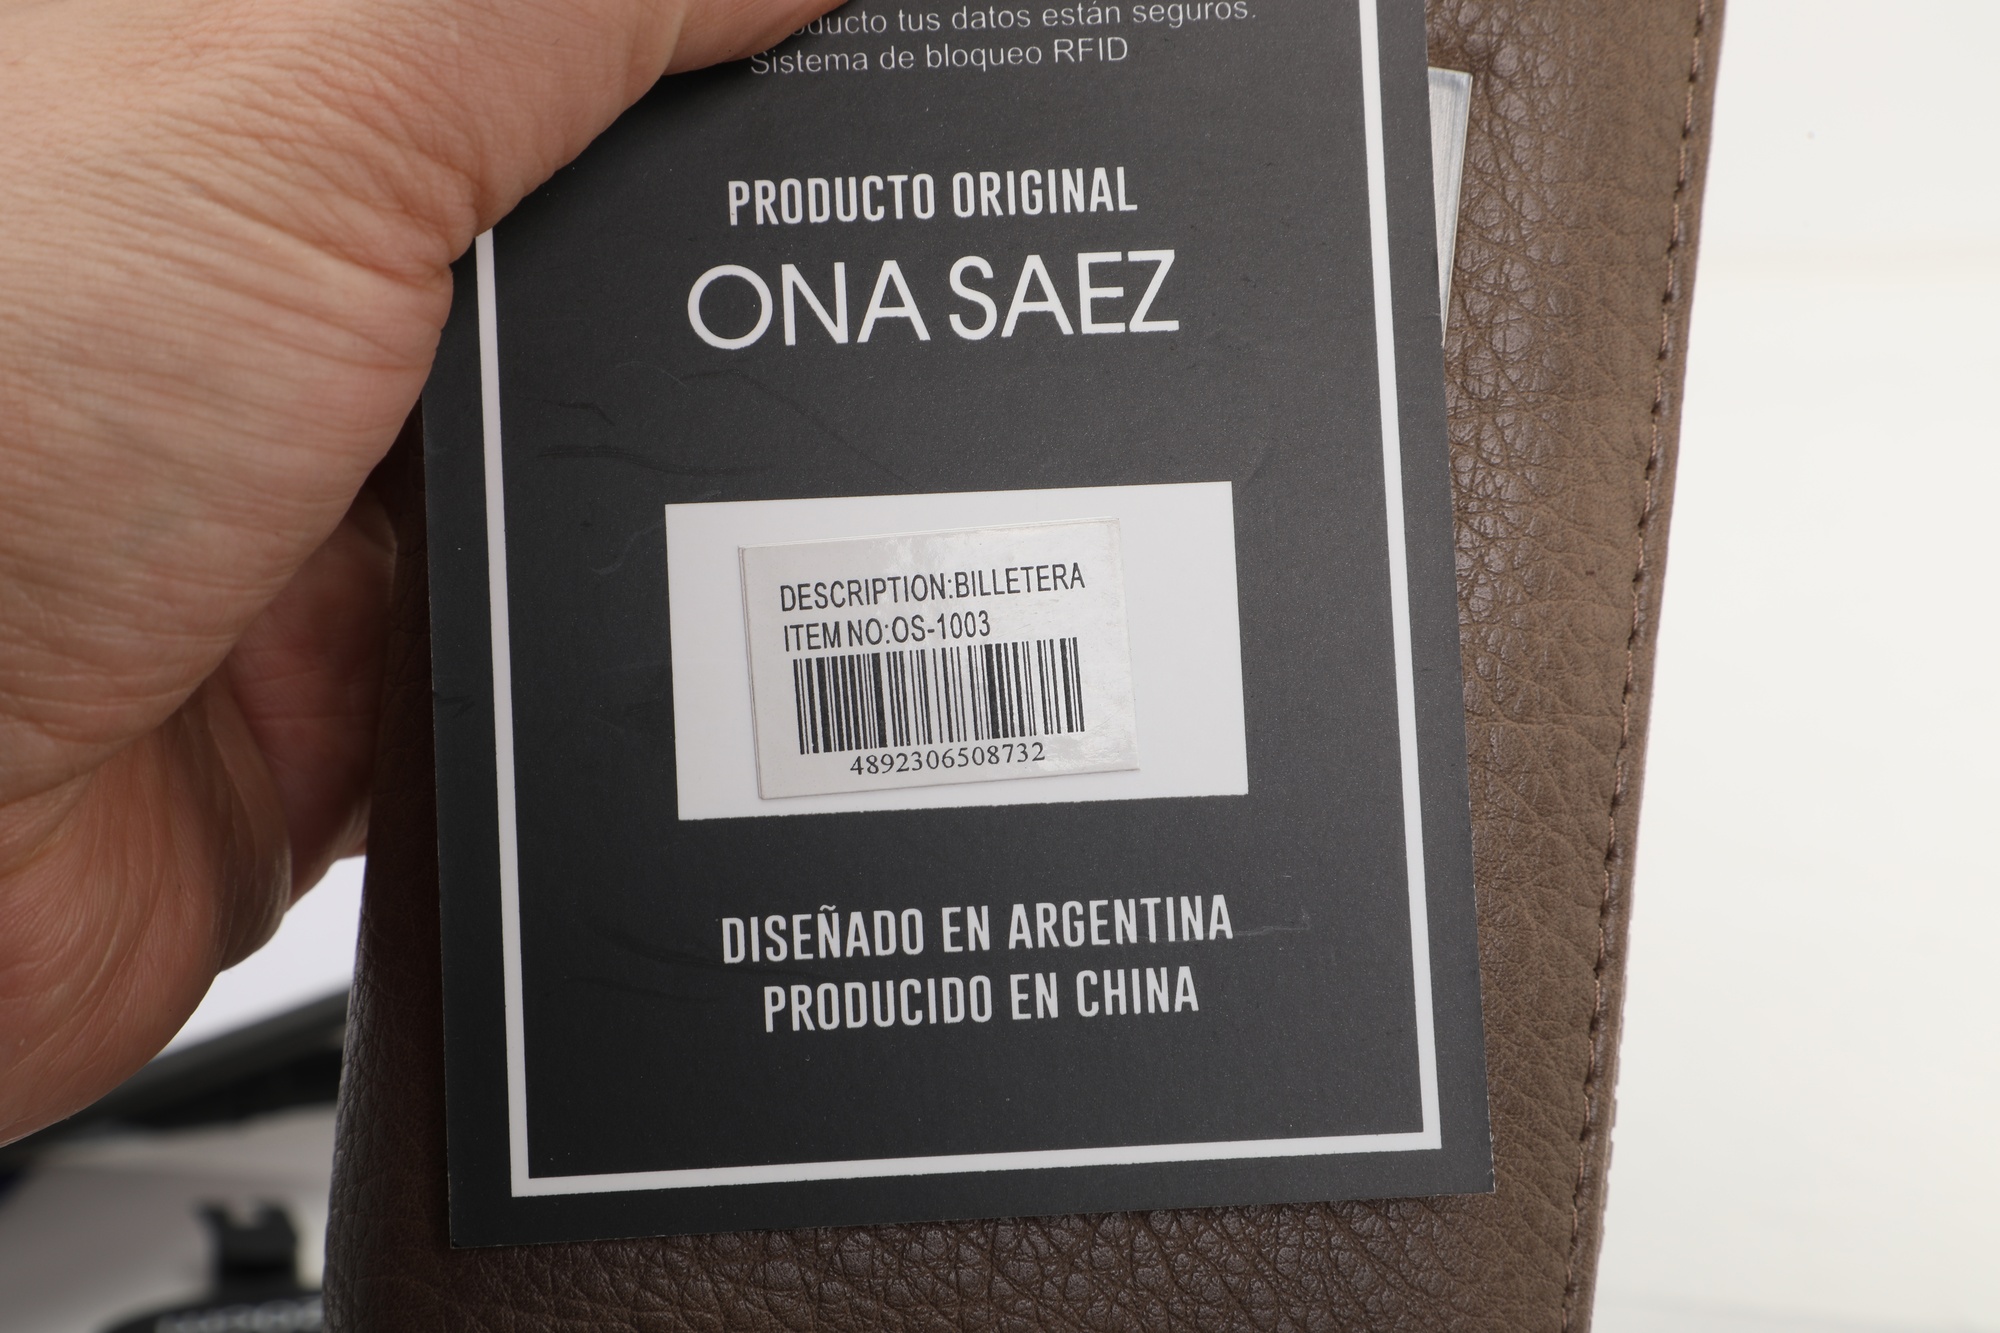 producto tus datos están seguros.
Sistema de bloqueo RFID
PRODUCTO ORIGINAL
ONA SAEZ
DESCRIPTION:BILLETERA
ITEM NO:OS-1003
4892306508732
DISEÑADO EN ARGENTINA
PRODUCIDO EN CHINA